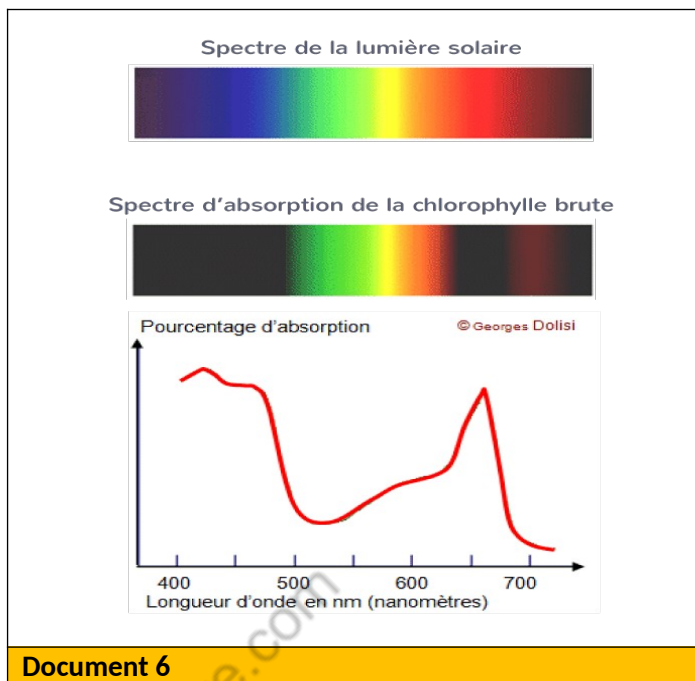 Spectre de la lumière solaire
Spectre d'absorption de la chlorophylle brute
Pourcentage d'absorption © Georges Dolisi
400 500 600 700
Longueur d'onde en nm (nanomètres)
e.com
Document 6